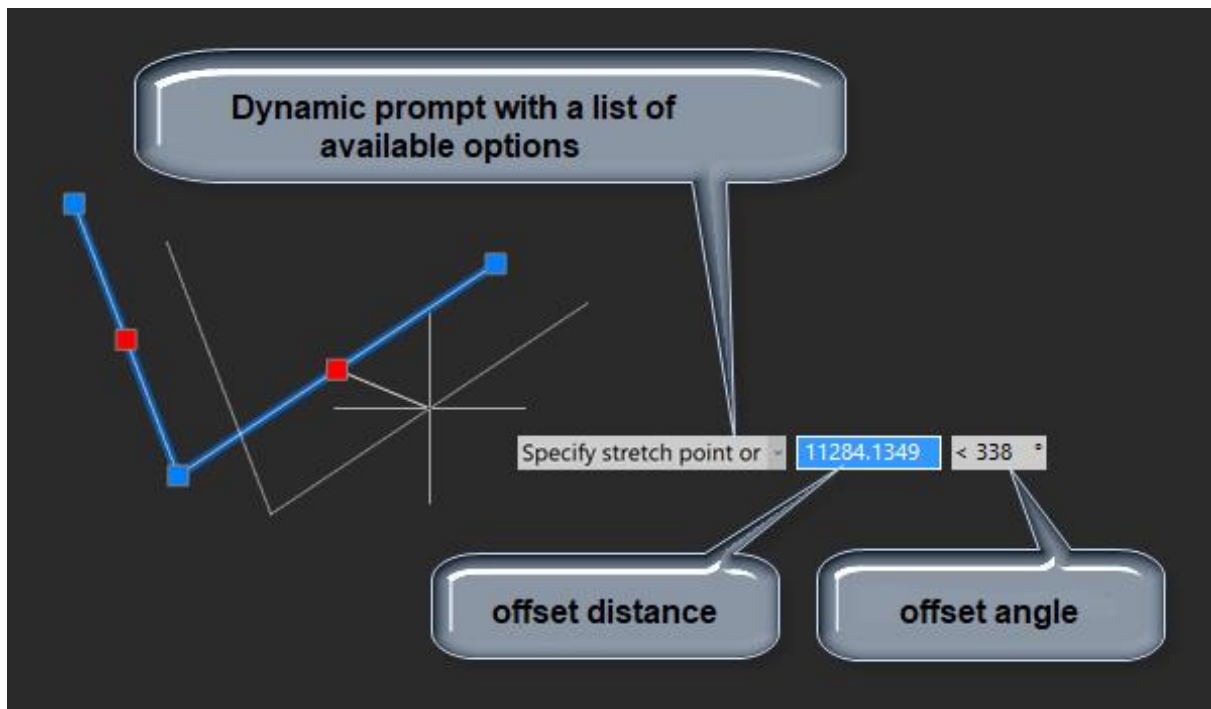 Dynamic prompt with a list of
available options
Specify stretch point or 11284.1349 < 338 °
offset distance
offset angle